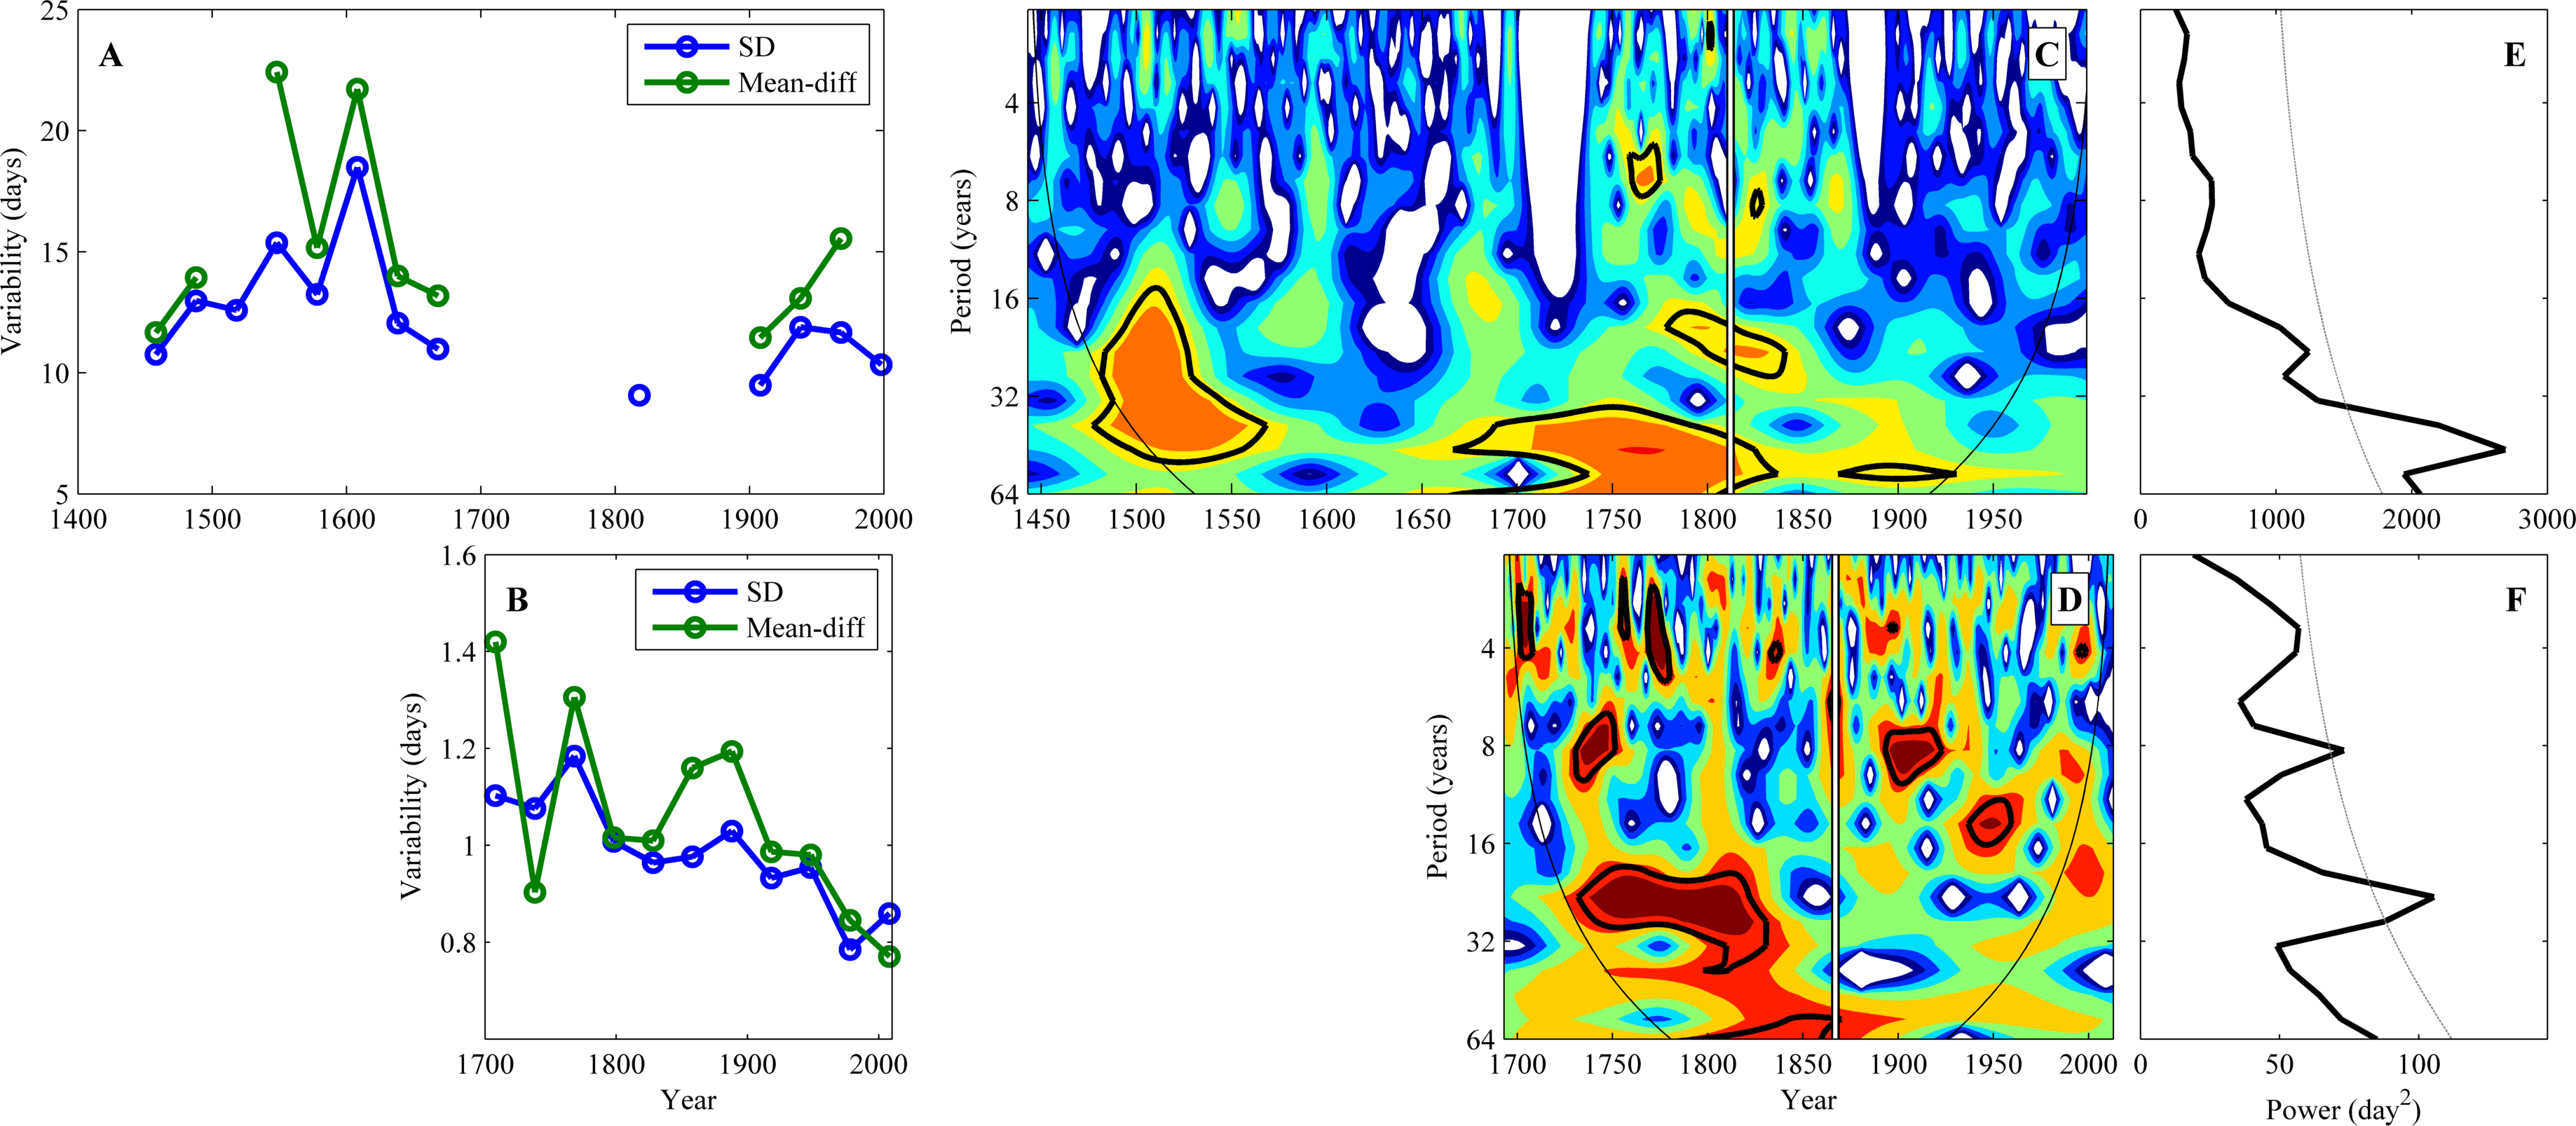 A
SD
Mean-diff
Variability (days)
25
20
15
10
5
1400 1500 1600 1700 1800 1900 2000
C
Period (years)
4
8
16
32
64
1450 1500 1550 1600 1650 1700 1750 1800 1850 1900 1950
E
0 1000 2000 3000
B
SD
Mean-diff
Variability (days)
1.6
1.4
1.2
1
0.8
1700 1800 1900 2000
Year
D
Period (years)
4
8
16
32
64
1700 1750 1800 1850 1900 1950 2000
Year
F
0 50 100
Power (day²)